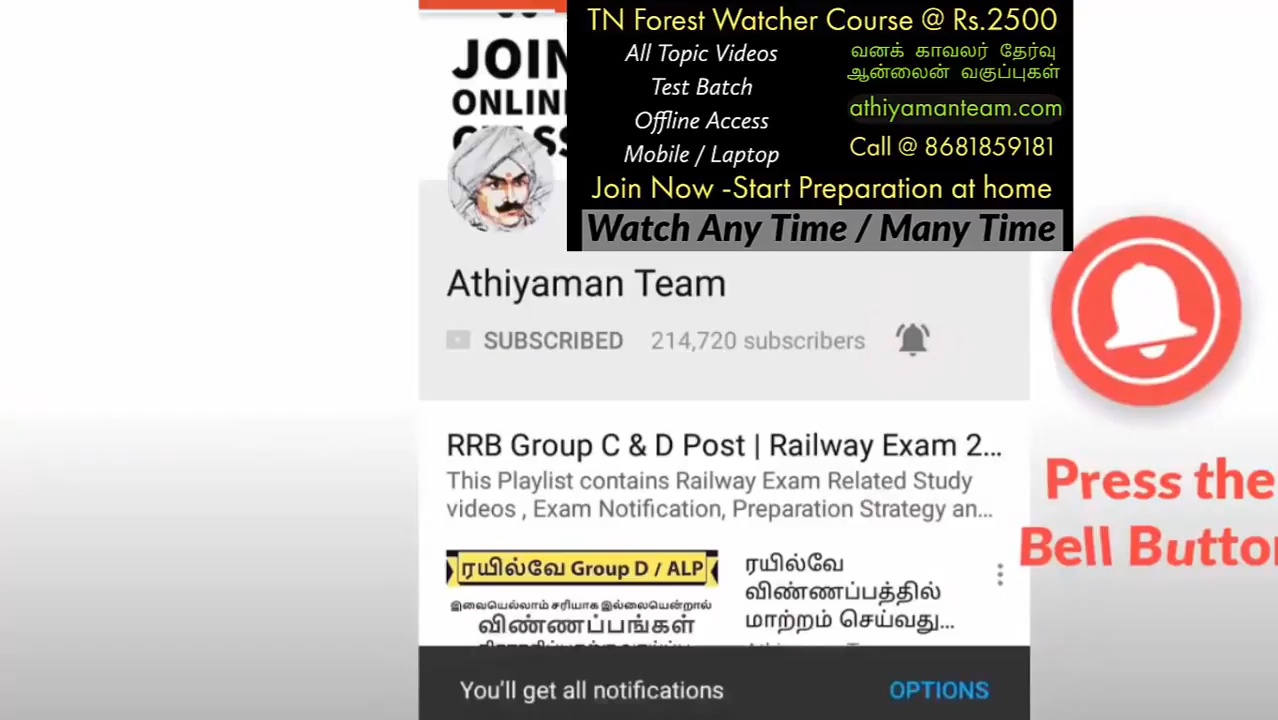 JOIN
ONLINE
TN Forest Watcher Course @ Rs.2500
All Topic Videos
Test Batch
Offline Access
Mobile / Laptop
வனக் காவலர் தேர்வு
ஆன்லைன் வகுப்புகள்
athiyamanteam.com
Call @ 8681859181
Join Now -Start Preparation at home
Watch Any Time / Many Time
Athiyaman Team
SUBSCRIBED 214,720 subscribers
RRB Group C & D Post | Railway Exam 2...
This Playlist contains Railway Exam Related Study
videos , Exam Notification, Preparation Strategy an...
ரயில்வே Group D / ALP
இவையெல்லாம் சரியாக இல்லையென்றால்
விண்ணப்பங்கள்
ரயில்வே
விண்ணப்பத்தில்
மாற்றம் செய்வது...
Press the
Bell Button
You'll get all notifications OPTIONS